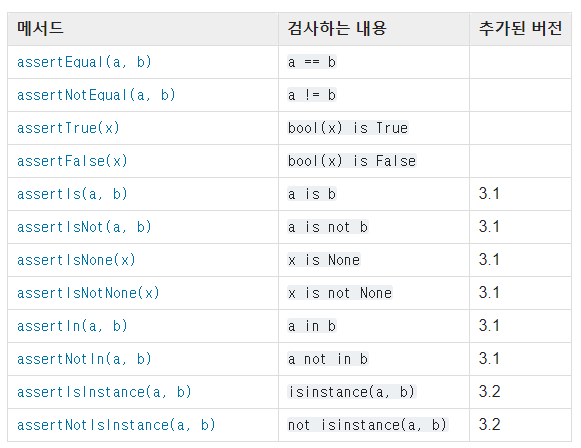 메서드 검사하는 내용 추가된 버전
assertEqual(a, b) a == b
assertNotEqual(a, b) a != b
assertTrue(x) bool(x) is True
assertFalse(x) bool(x) is False
assertIs(a, b) a is b 3.1
assertIsNot(a, b) a is not b 3.1
assertIsNone(x) x is None 3.1
assertIsNotNone(x) x is not None 3.1
assertIn(a, b) a in b 3.1
assertNotIn(a, b) a not in b 3.1
assertIsInstance(a, b) isinstance(a, b) 3.2
assertNotIsInstance(a, b) not isinstance(a, b) 3.2